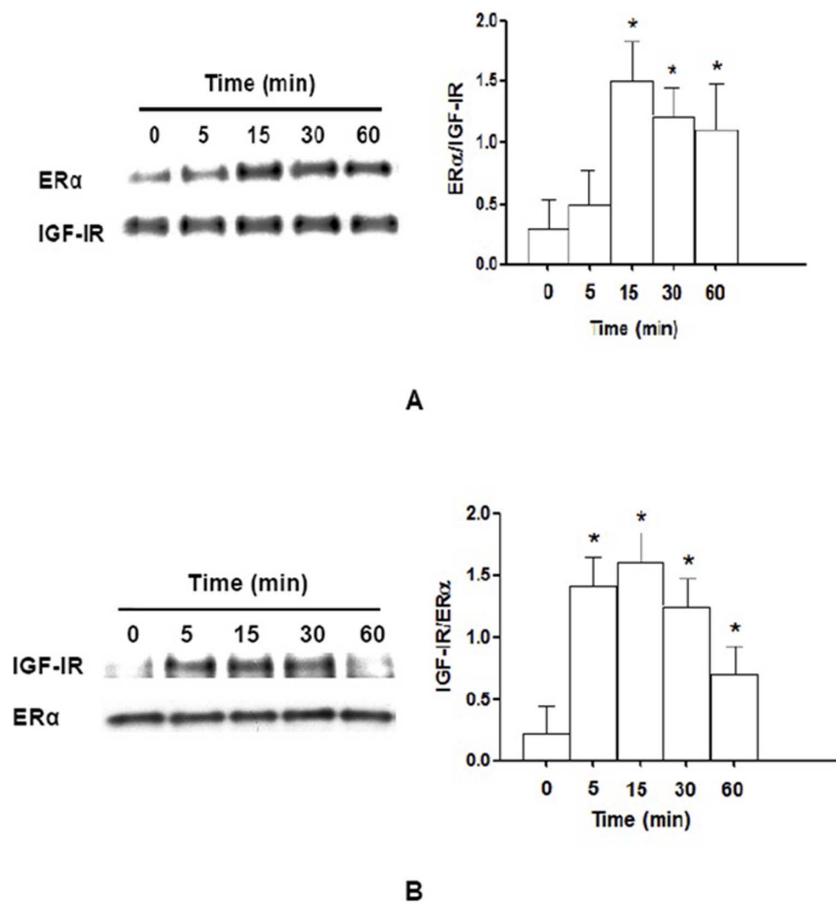 Time (min)
0 5 15 30 60
ERα
IGF-IR
ERα/IGF-IR
2.0
1.5
1.0
0.5
0.0
* * *
0 5 15 30 60
Time (min)
A
Time (min)
0 5 15 30 60
IGF-IR
ERα
IGF-IR/ERα
2.0
1.5
1.0
0.5
0.0
* * * *
0 5 15 30 60
Time (min)
B